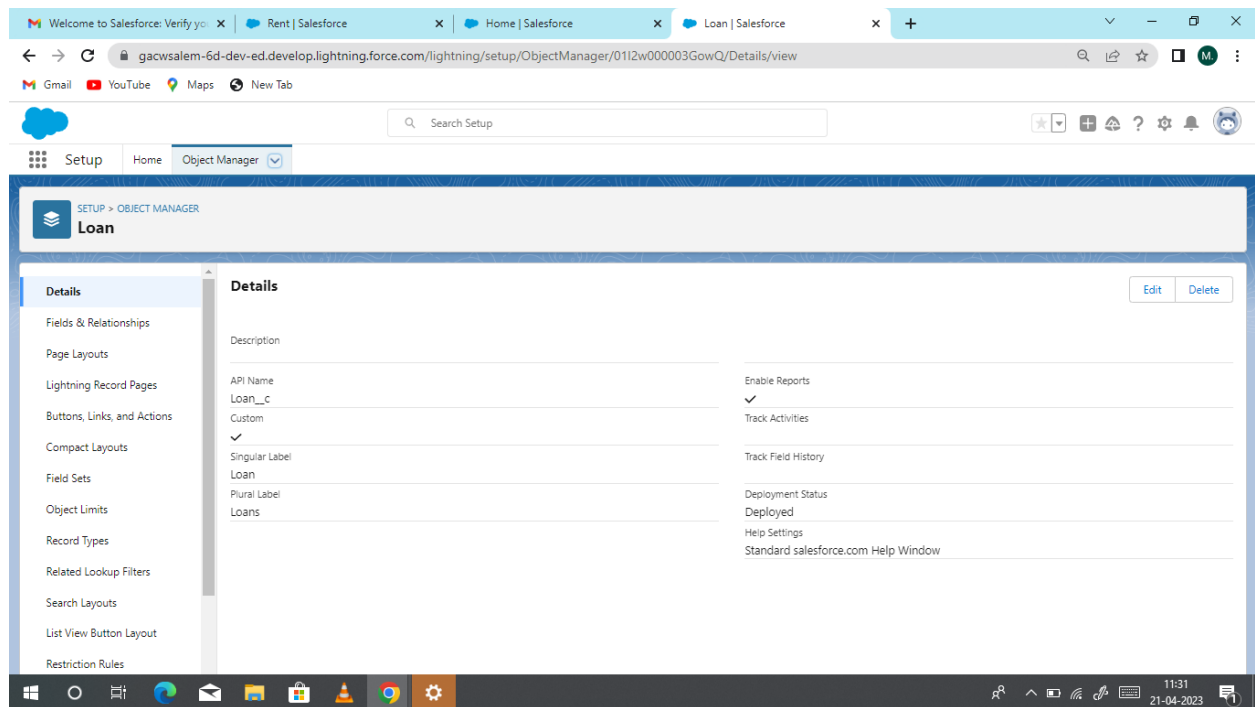 Welcome to Salesforce: Verify yo
Rent | Salesforce
Home | Salesforce
Loan | Salesforce
gacwsalem-6d-dev-ed.develop.lightning.force.com/lightning/setup/ObjectManager/01I2w000003GowQ/Details/view
M.
Gmail YouTube Maps New Tab
Search Setup
Setup Home Object Manager
SETUP > OBJECT MANAGER
Loan
Details
Fields & Relationships
Page Layouts
Lightning Record Pages
Buttons, Links, and Actions
Compact Layouts
Field Sets
Object Limits
Record Types
Related Lookup Filters
Search Layouts
List View Button Layout
Restriction Rules
Details
Edit Delete
Description
API Name
Loan__c
Custom
Singular Label
Loan
Plural Label
Loans
Enable Reports
Track Activities
Track Field History
Deployment Status
Deployed
Help Settings
Standard salesforce.com Help Window
11:31
21-04-2023
1